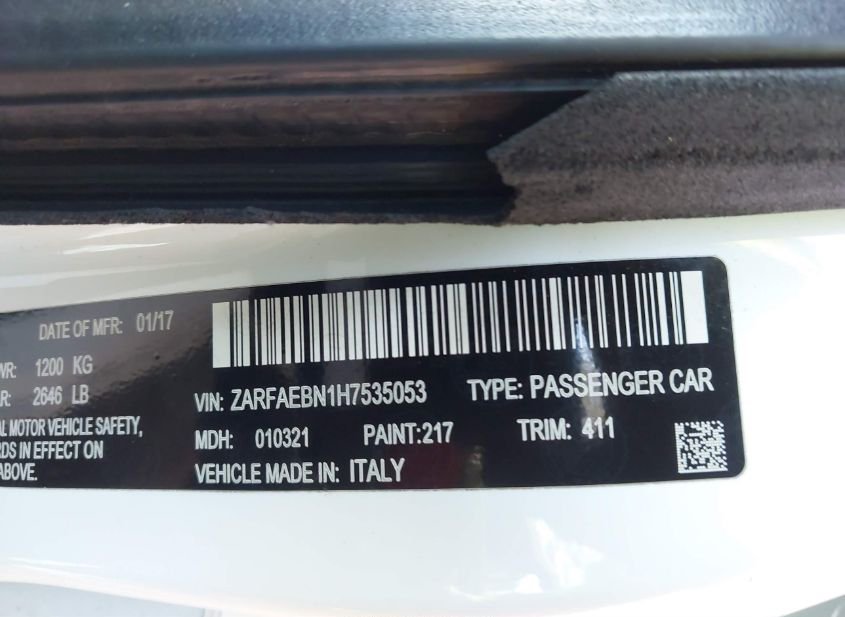 DATE OF MFR: 01/17
WR: 1200 KG
R: 2646 LB
L MOTOR VEHICLE SAFETY,
DS IN EFFECT ON
ABOVE.
VIN: ZARFAEBN1H7535053 TYPE: PASSENGER CAR
MDH: 010321 PAINT:217 TRIM: 411
VEHICLE MADE IN: ITALY